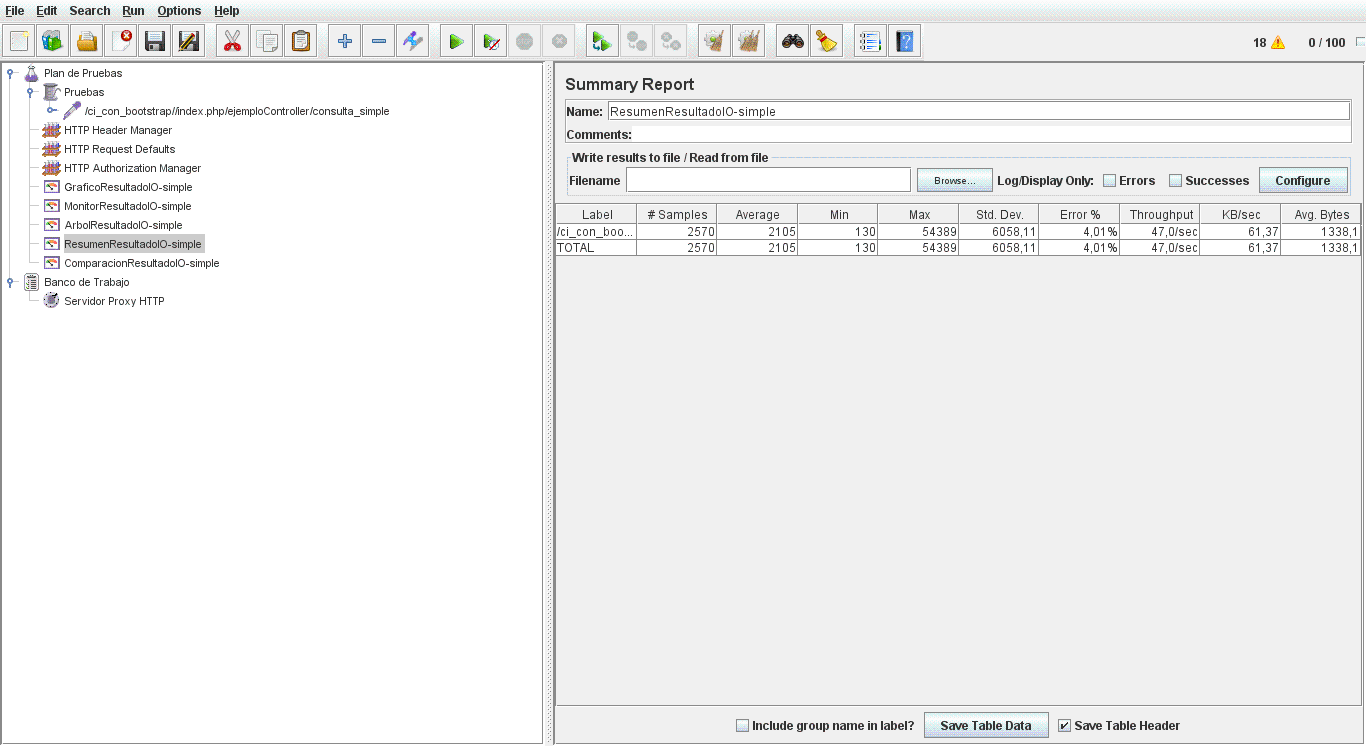 File Edit Search Run Options Help
18 0 / 100
Plan de Pruebas
Pruebas
/ci_con_bootstrap//index.php/ejemploController/consulta_simple
HTTP Header Manager
HTTP Request Defaults
HTTP Authorization Manager
GraficoResultadoIO-simple
MonitorResultadoIO-simple
ArbolResultadoIO-simple
ResumenResultadoIO-simple
ComparacionResultadoIO-simple
Banco de Trabajo
Servidor Proxy HTTP
Summary Report
Name: ResumenResultadoIO-simple
Comments:
Write results to file / Read from file
Filename Browse... Log/Display Only: Errors Successes Configure
Label # Samples Average Min Max Std. Dev. Error % Throughput KB/sec Avg. Bytes
/ci_con_boo... 2570 2105 130 54389 6058,11 4,01% 47,0/sec 61,37 1338,1
TOTAL 2570 2105 130 54389 6058,11 4,01% 47,0/sec 61,37 1338,1
Include group name in label? Save Table Data Save Table Header